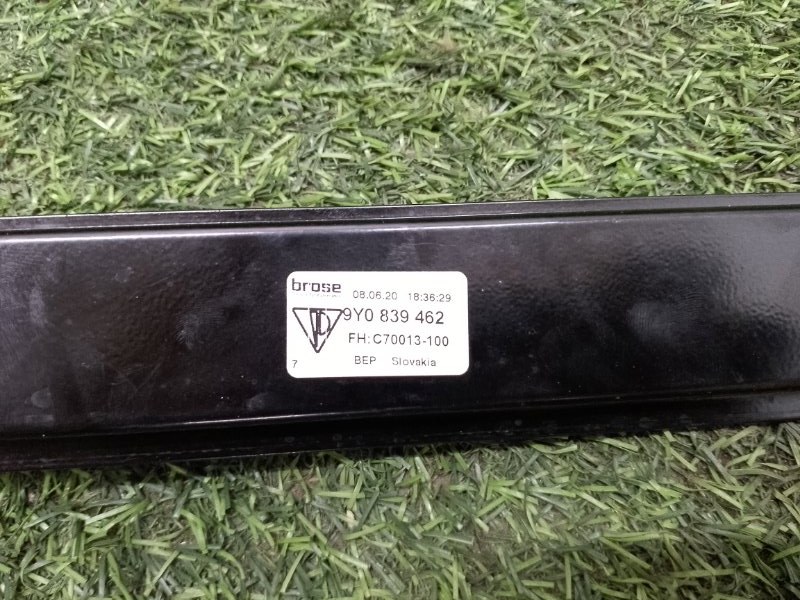 brose 08.06.20 18:36:29
9Y0 839 462
FH: C70013-100
7 BEP Slovakia